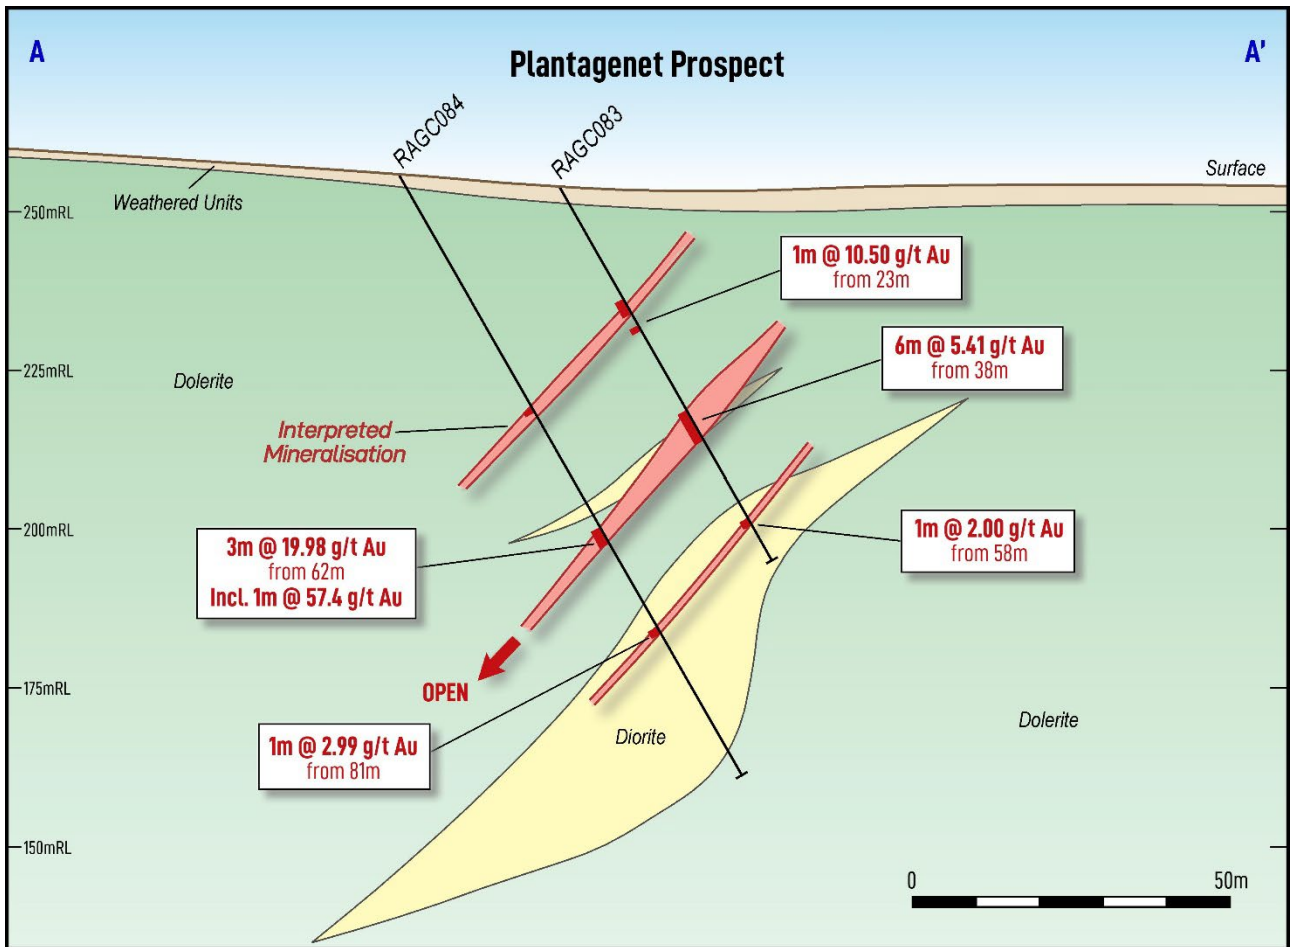 A
Plantagenet Prospect
A'
RAGC084
RAGC083
Surface
Weathered Units
250mRL
1m @ 10.50 g/t Au
from 23m
6m @ 5.41 g/t Au
from 38m
225mRL
Dolerite
Interpreted
Mineralisation
200mRL
3m @ 19.98 g/t Au
from 62m
Incl. 1m @ 57.4 g/t Au
1m @ 2.00 g/t Au
from 58m
175mRL
OPEN
Dolerite
Diorite
1m @ 2.99 g/t Au
from 81m
150mRL
0
50m